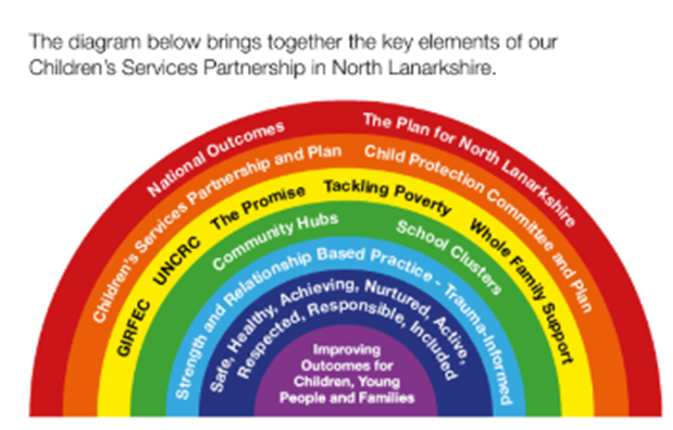 The diagram below brings together the key elements of our
Children's Services Partnership in North Lanarkshire.
National Outcomes
The Plan for North Lanarkshire
Children's Services Partnership and Plan
Child Protection Committee and Plan
GIRFEC
UNCRC
The Promise
Tackling Poverty
Whole Family Support
Community Hubs
School Clusters
Strength and Relationship Based Practice - Trauma-Informed
Safe, Healthy, Achieving, Nurtured, Active,
Respected, Responsible, Included
Improving
Outcomes for
Children, Young
People and Families